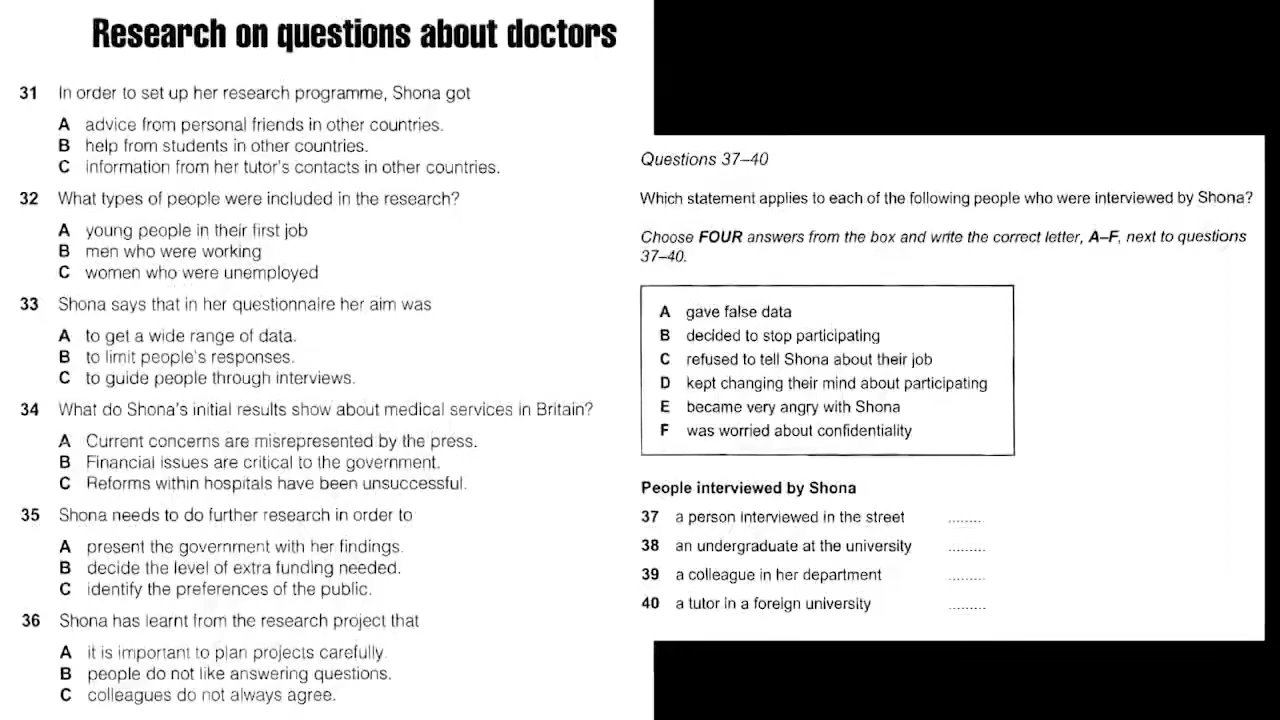 Research on questions about doctors
31 In order to set up her research programme, Shona got
A advice from personal friends in other countries.
B help from students in other countries.
C information from her tutor's contacts in other countries.
32 What types of people were included in the research?
A young people in their first job
B men who were working
C women who were unemployed
33 Shona says that in her questionnaire her aim was
A to get a wide range of data.
B to limit people's responses.
C to guide people through interviews.
34 What do Shona's initial results show about medical services in Britain?
A Current concerns are misrepresented by the press.
B Financial issues are critical to the government.
C Reforms within hospitals have been unsuccessful.
35 Shona needs to do further research in order to
A present the government with her findings.
B decide the level of extra funding needed.
C identify the preferences of the public.
36 Shona has learnt from the research project that
A it is important to plan projects carefully.
B people do not like answering questions.
C colleagues do not always agree.
Questions 37–40
Which statement applies to each of the following people who were interviewed by Shona?
Choose FOUR answers from the box and write the correct letter, A–F, next to questions
37–40.
A gave false data
B decided to stop participating
C refused to tell Shona about their job
D kept changing their mind about participating
E became very angry with Shona
F was worried about confidentiality
People interviewed by Shona
37 a person interviewed in the street ........
38 an undergraduate at the university .........
39 a colleague in her department .........
40 a tutor in a foreign university .........